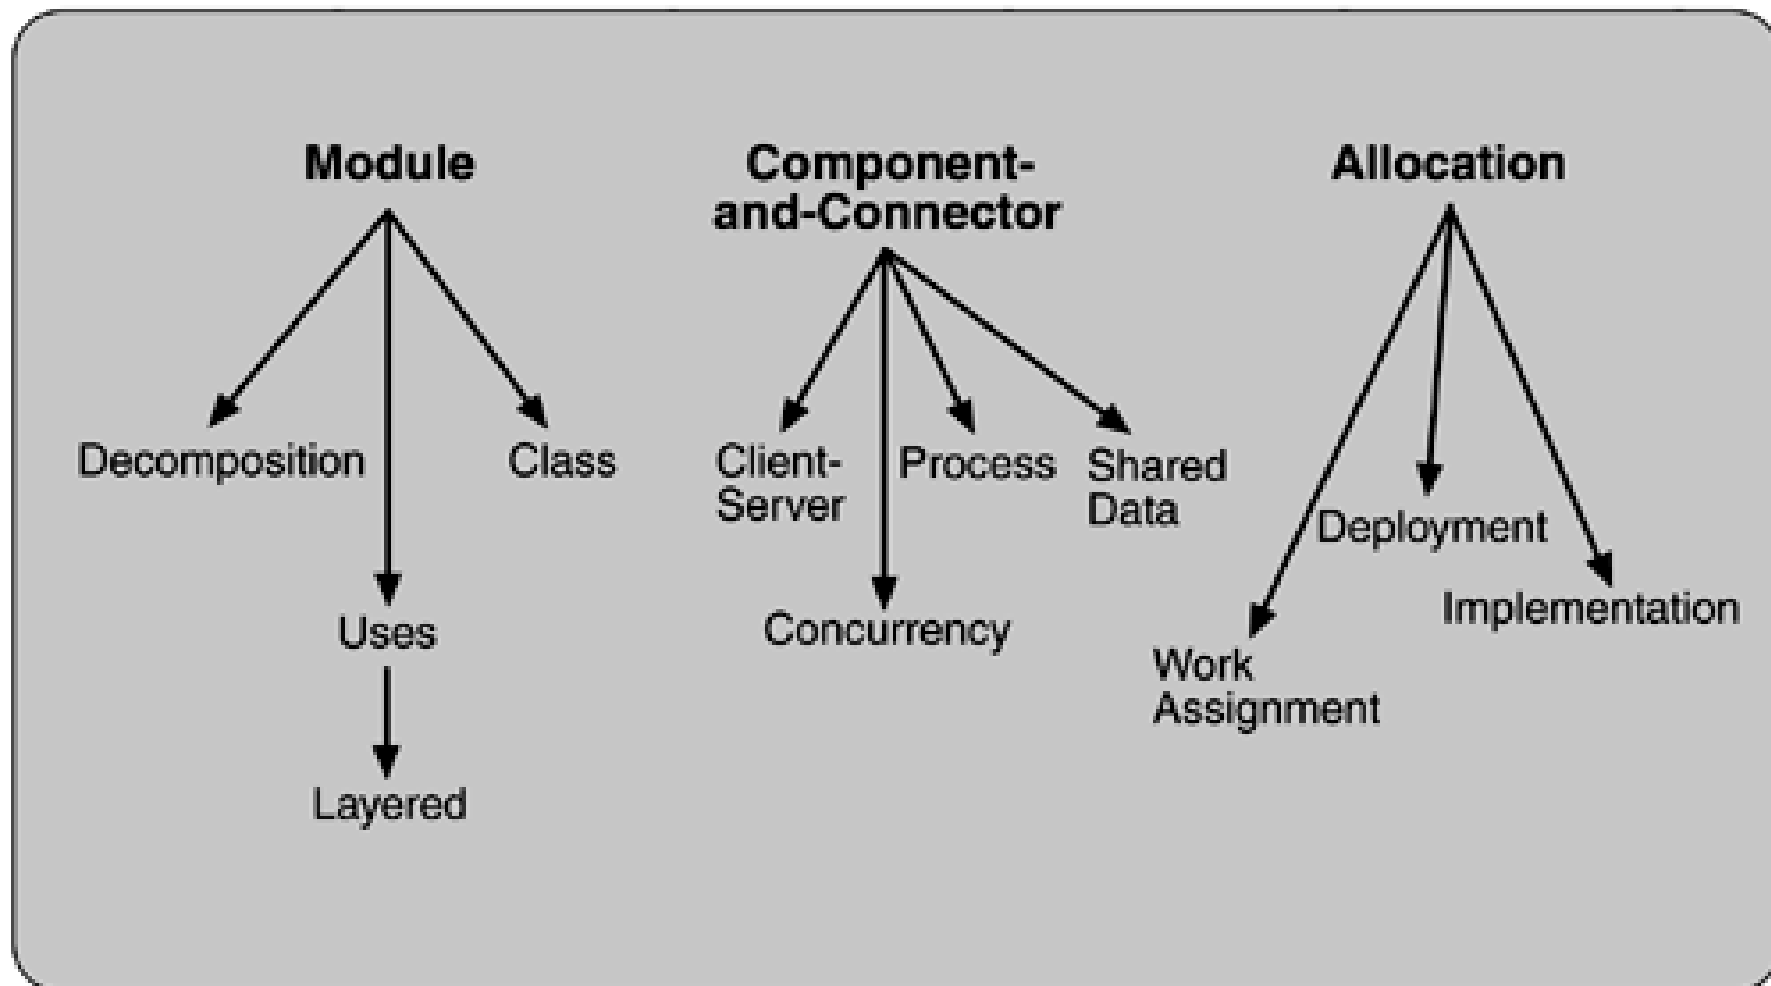 Module
Component-
and-Connector
Allocation
Decomposition
Class
Client-
Server
Process
Shared
Data
Deployment
Implementation
Uses
Concurrency
Work
Assignment
Layered